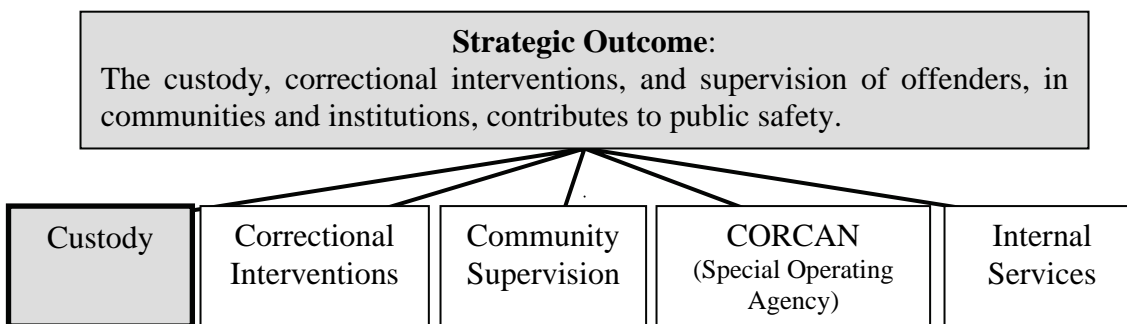 Strategic Outcome:
The custody, correctional interventions, and supervision of offenders, in
communities and institutions, contributes to public safety.
Custody
Correctional
Interventions
Community
Supervision
CORCAN
(Special Operating
Agency)
Internal
Services